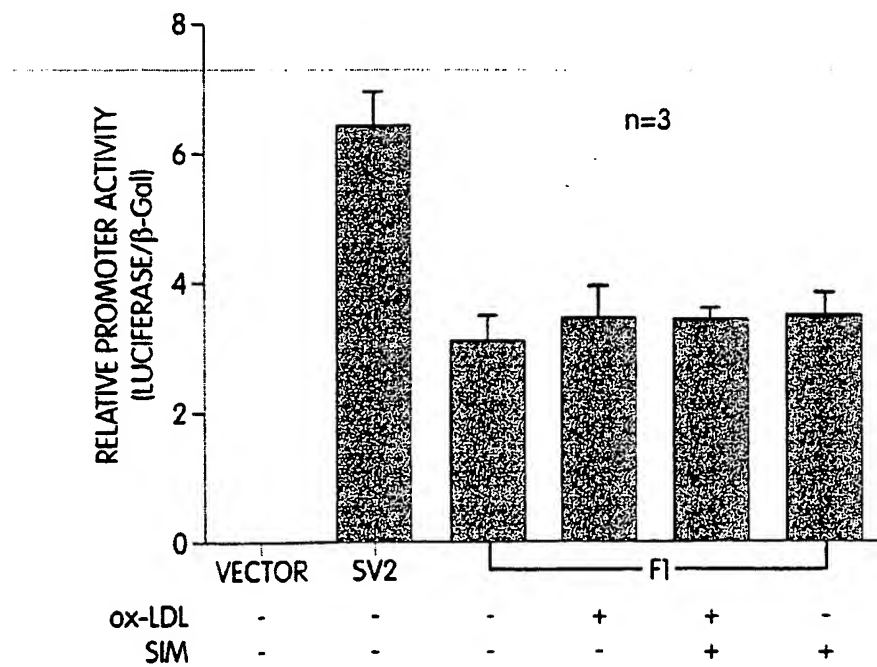 RELATIVE PROMOTER ACTIVITY
(LUCIFERASE/β-Gal)
8
6
4
2
0
n=3
VECTOR SV2 F1
ox-LDL - - - + + -
SIM - - - - + +